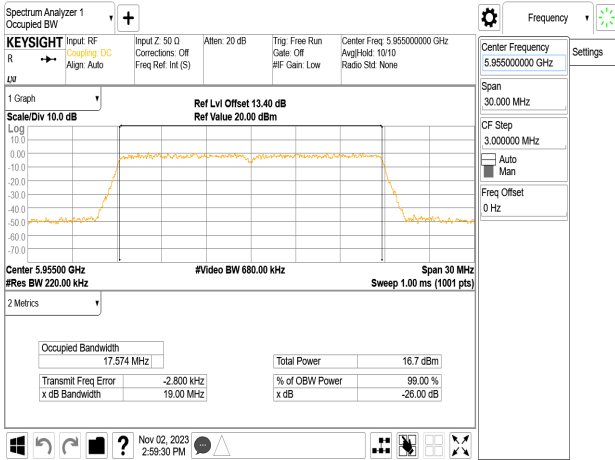 Spectrum Analyzer 1
Occupied BW
Frequency
KEYSIGHT
R
LXI
Input: RF
Coupling: DC
Align: Auto
Input Z: 50 Ω
Corrections: Off
Freq Ref: Int (S)
Atten: 20 dB
Trig: Free Run
Gate: Off
#IF Gain: Low
Center Freq: 5.955000000 GHz
Avg|Hold: 10/10
Radio Std: None
Center Frequency
5.955000000 GHz
Settings
Span
30.000 MHz
CF Step
3.000000 MHz
Auto
Man
Freq Offset
0 Hz
1 Graph
Scale/Div 10.0 dB
Ref Lvl Offset 13.40 dB
Ref Value 20.00 dBm
Log
10.0
0.00
-10.0
-20.0
-30.0
-40.0
-50.0
-60.0
-70.0
Center 5.95500 GHz
#Video BW 680.00 kHz
Span 30 MHz
#Res BW 220.00 kHz
Sweep 1.00 ms (1001 pts)
2 Metrics
Occupied Bandwidth
17.574 MHz
Total Power 16.7 dBm
Transmit Freq Error -2.800 kHz
% of OBW Power 99.00 %
x dB Bandwidth 19.00 MHz
x dB -26.00 dB
Nov 02, 2023
2:59:30 PM